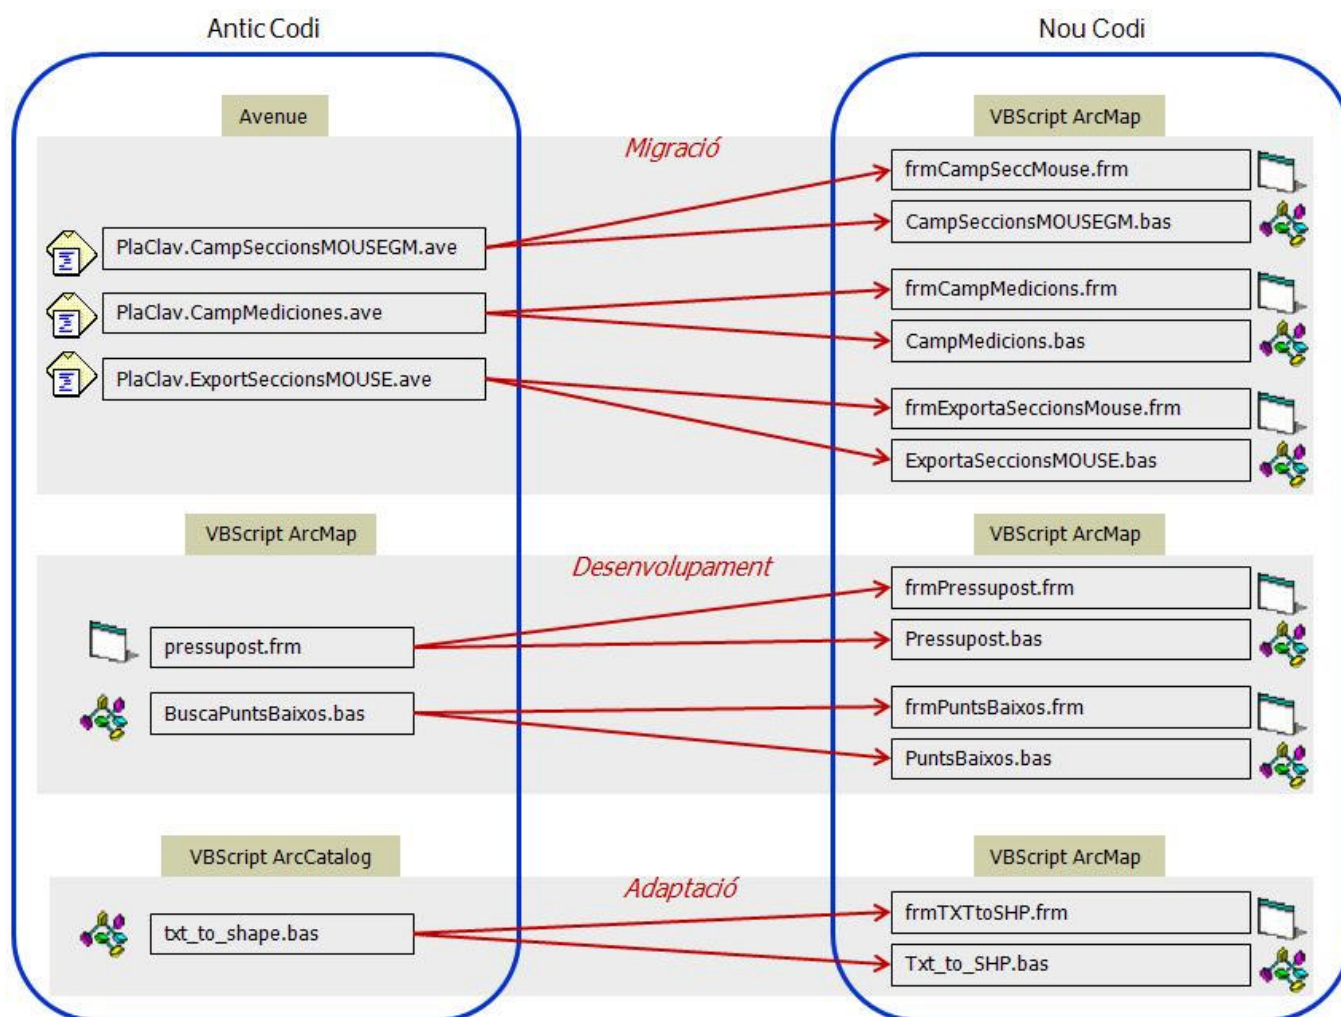 Antic Codi
Nou Codi
Avenue
VBScript ArcMap
Migració
PlaClav.CampSeccionsMOUSEGM.ave
PlaClav.CampMediciones.ave
PlaClav.ExportSeccionsMOUSE.ave
frmCampSeccMouse.frm
CampSeccionsMOUSEGM.bas
frmCampMedicions.frm
CampMedicions.bas
frmExportaSeccionsMouse.frm
ExportaSeccionsMOUSE.bas
VBScript ArcMap
VBScript ArcMap
Desenvolupament
pressupost.frm
BuscaPuntsBaixos.bas
frmPressupost.frm
Pressupost.bas
frmPuntsBaixos.frm
PuntsBaixos.bas
VBScript ArcCatalog
VBScript ArcMap
Adaptació
txt_to_shape.bas
frmTXTtoSHP.frm
Txt_to_SHP.bas